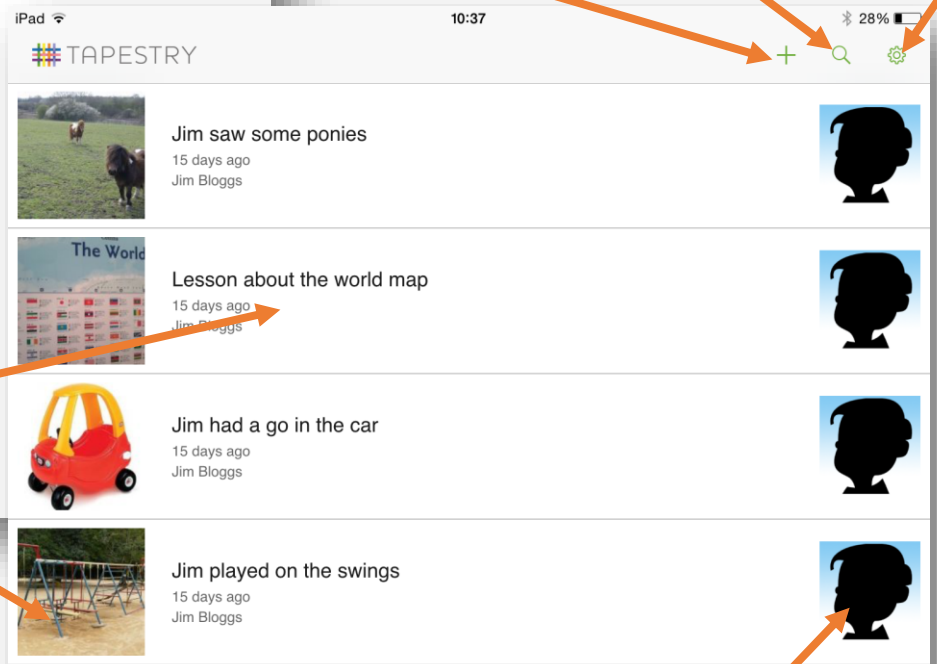 iPad 10:37 28%
TAPESTRY
Jim saw some ponies
15 days ago
Jim Bloggs
The World
Lesson about the world map
15 days ago
Jim Bloggs
Jim had a go in the car
15 days ago
Jim Bloggs
Jim played on the swings
15 days ago
Jim Bloggs